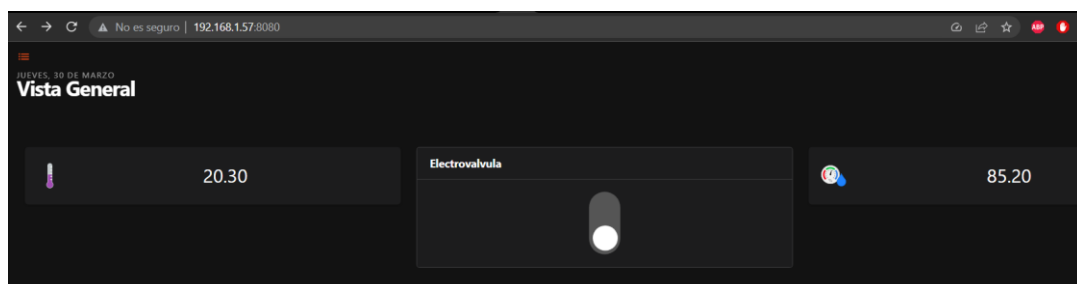 No es seguro | 192.168.1.57:8080
ABP
JUEVES, 30 DE MARZO
Vista General
20.30
Electrovalvula
85.20